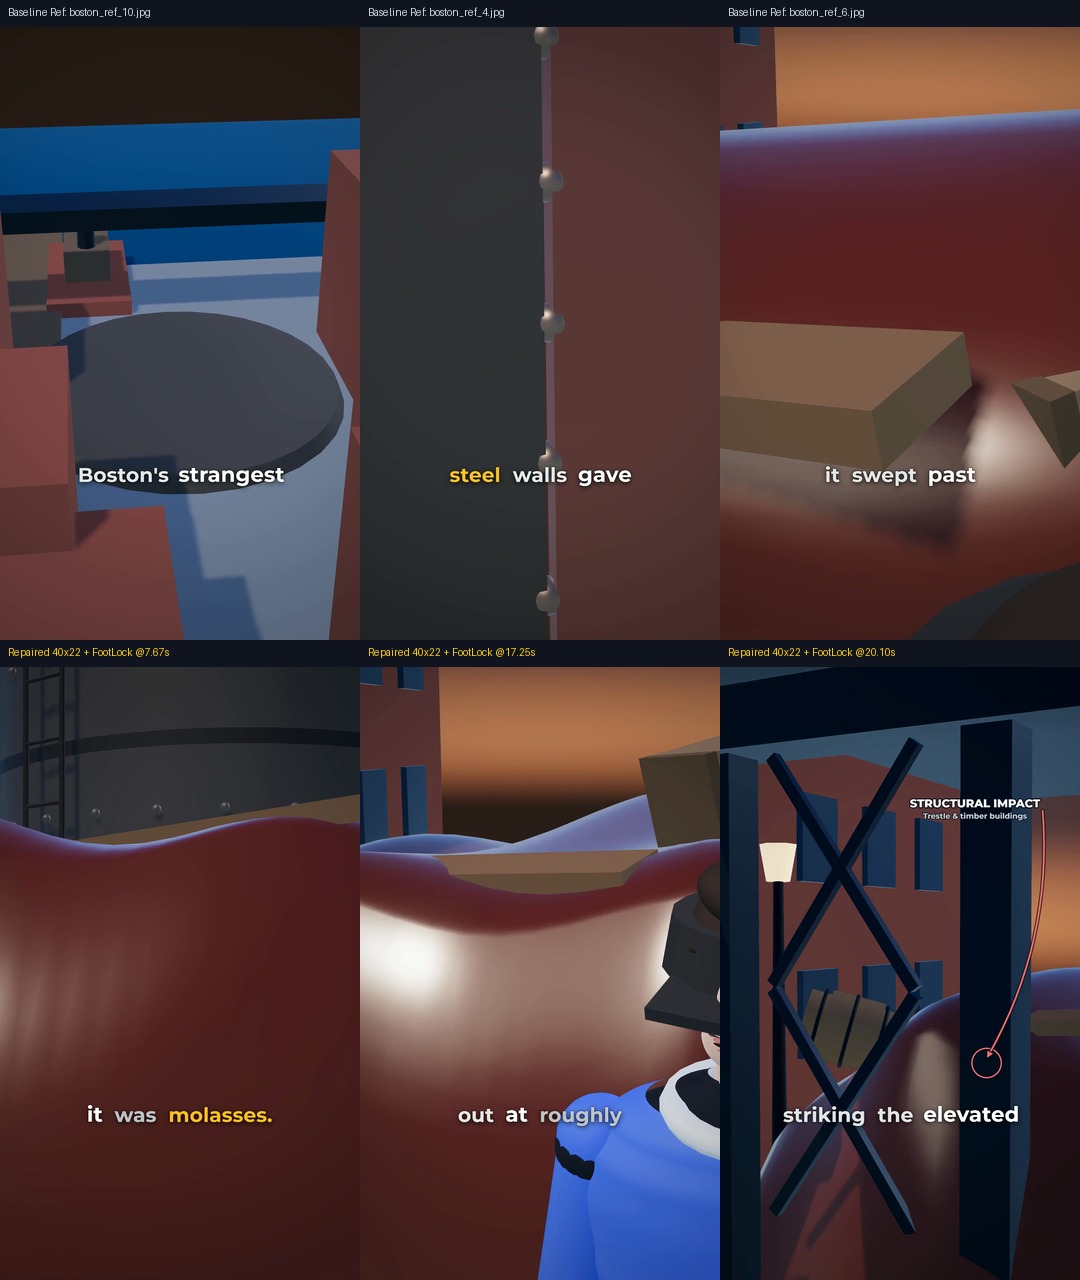 Baseline Ref: boston_ref_10.jpg
Baseline Ref: boston_ref_4.jpg
Baseline Ref: boston_ref_6.jpg
Boston's strangest
steel walls gave
it swept past
Repaired 40x22 + FootLock @7.67s
Repaired 40x22 + FootLock @17.25s
Repaired 40x22 + FootLock @20.10s
STRUCTURAL IMPACT
Trestle & timber buildings
it was molasses.
out at roughly
striking the elevated